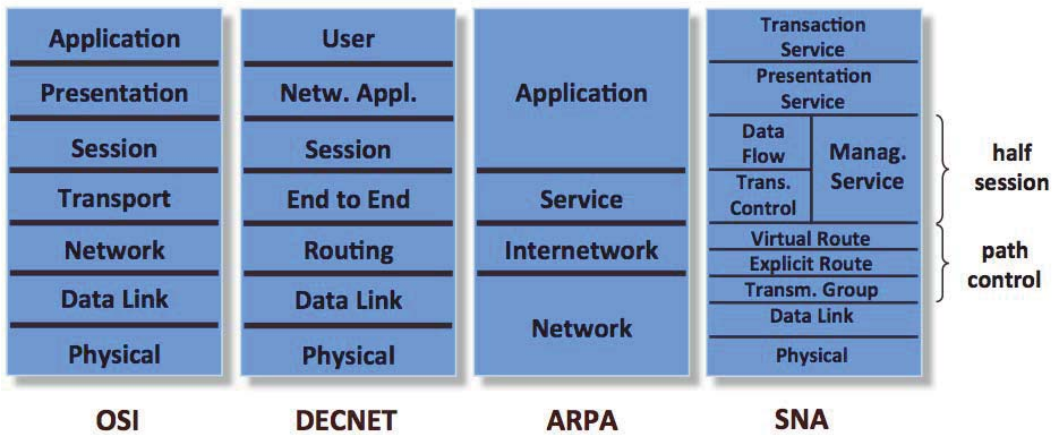 Application
Presentation
Session
Transport
Network
Data Link
Physical
OSI
User
Netw. Appl.
Session
End to End
Routing
Data Link
Physical
DECNET
Application
Service
Internetwork
Network
ARPA
Transaction
Service
Presentation
Service
Data
Flow
Trans.
Control
Manag.
Service
Virtual Route
Explicit Route
Transm. Group
Data Link
Physical
SNA
half
session
path
control